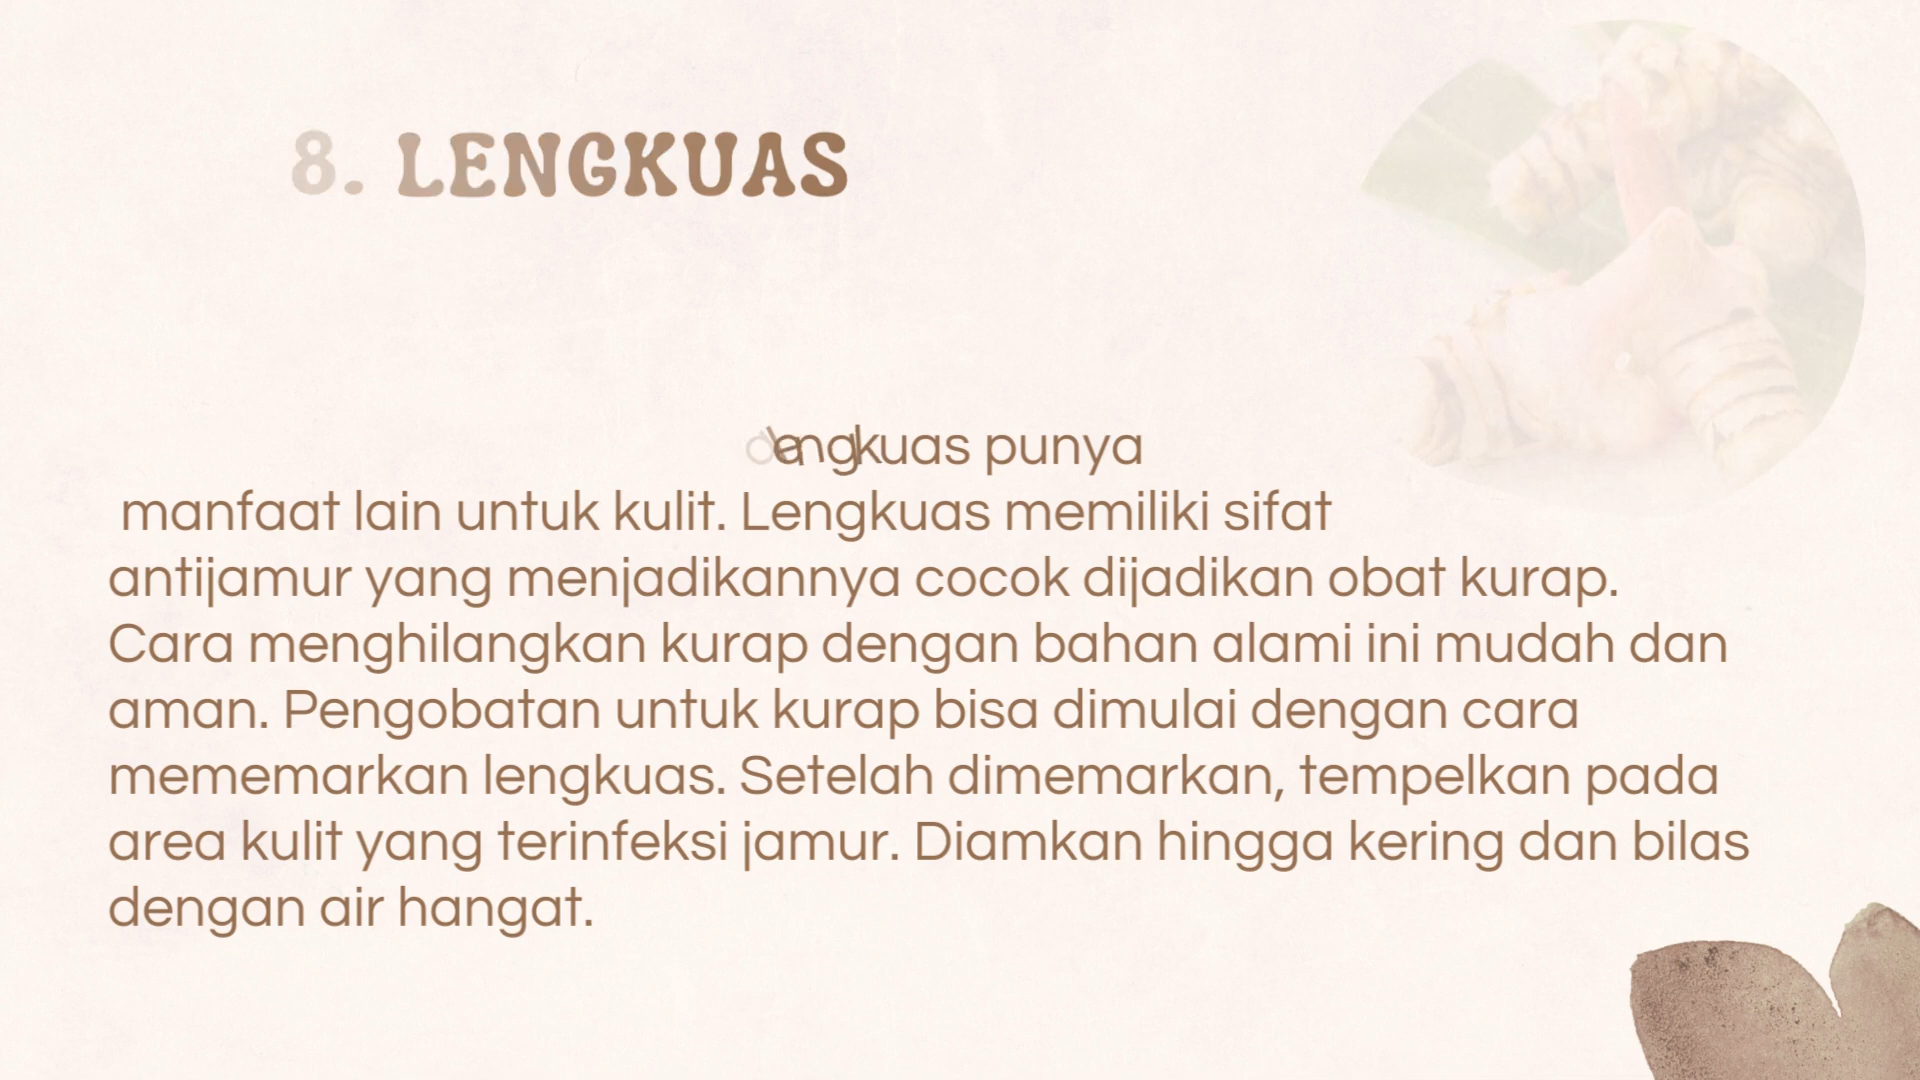 8. LENGKUAS
punya
manfaat lain untuk kulit. Lengkuas memiliki sifat
antijamur yang menjadikannya cocok dijadikan obat kurap.
Cara menghilangkan kurap dengan bahan alami ini mudah dan
aman. Pengobatan untuk kurap bisa dimulai dengan cara
mememarkan lengkuas. Setelah dimemarkan, tempelkan pada
area kulit yang terinfeksi jamur. Diamkan hingga kering dan bilas
dengan air hangat.